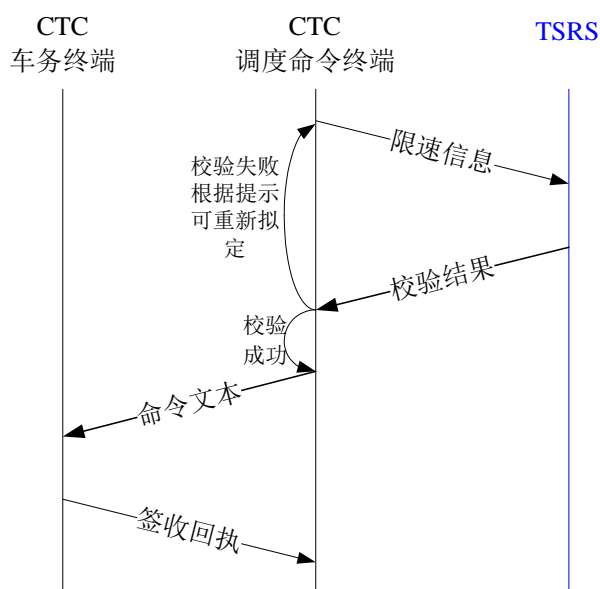 CTC
车务终端
CTC
调度命令终端
TSRS
限速信息
校验失败
根据提示
可重新拟
定
校验结果
校验
成功
命令文本
签收回执